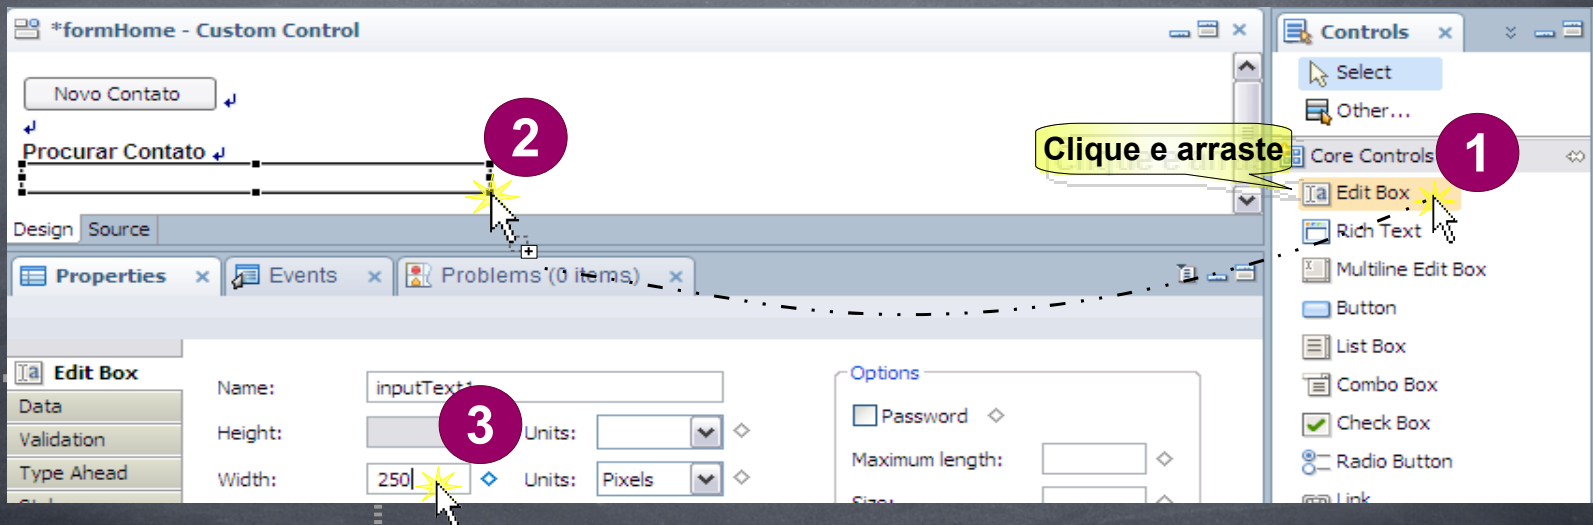 *formHome - Custom Control
Novo Contato
2
Procurar Contato
Design Source
Properties Events Problems (0 items)
Edit Box
Data
Validation
Type Ahead
Name: inputText1
3
Height: Units:
Width: 250 Units: Pixels
Options
Password
Maximum length:
Size:
Controls
Select
Other...
Clique e arraste
1
Core Controls
Edit Box
Rich Text
Multiline Edit Box
Button
List Box
Combo Box
Check Box
Radio Button
Link